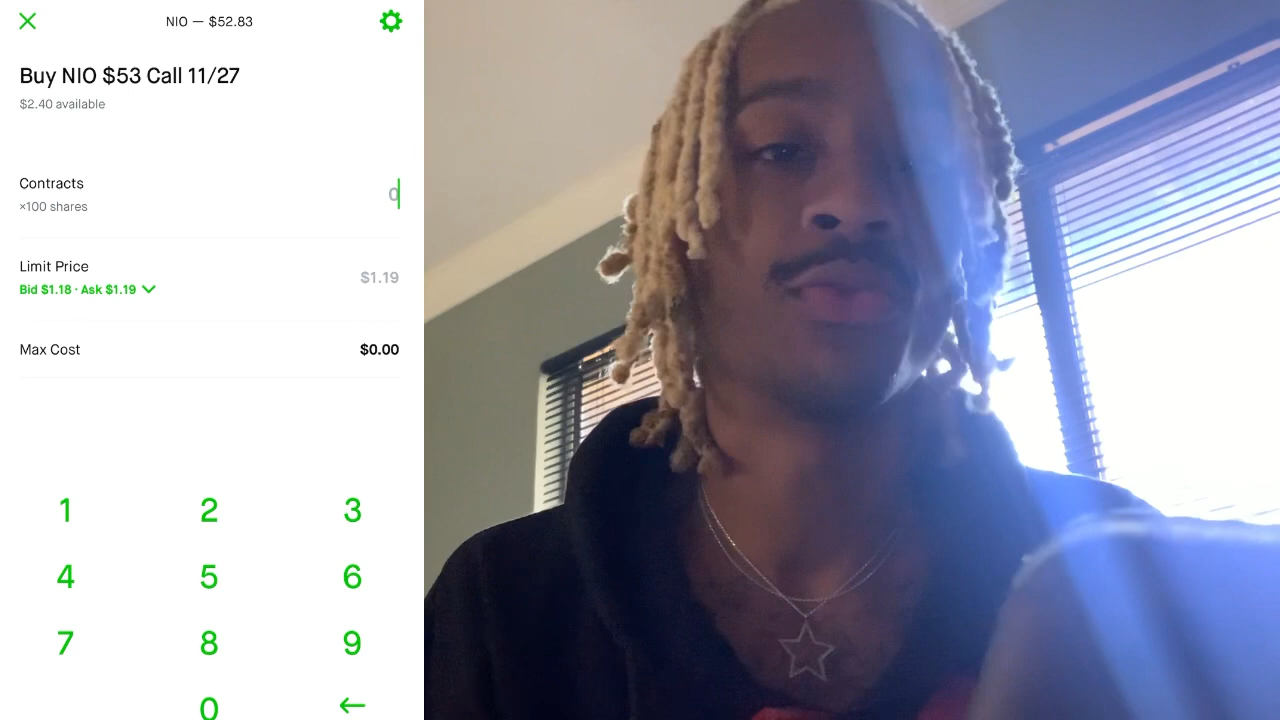 NIO — $52.83
Buy NIO $53 Call 11/27
$2.40 available
Contracts
0
×100 shares
Limit Price
$1.19
Bid $1.18 · Ask $1.19
Max Cost
$0.00
1 2 3
4 5 6
7 8 9
0